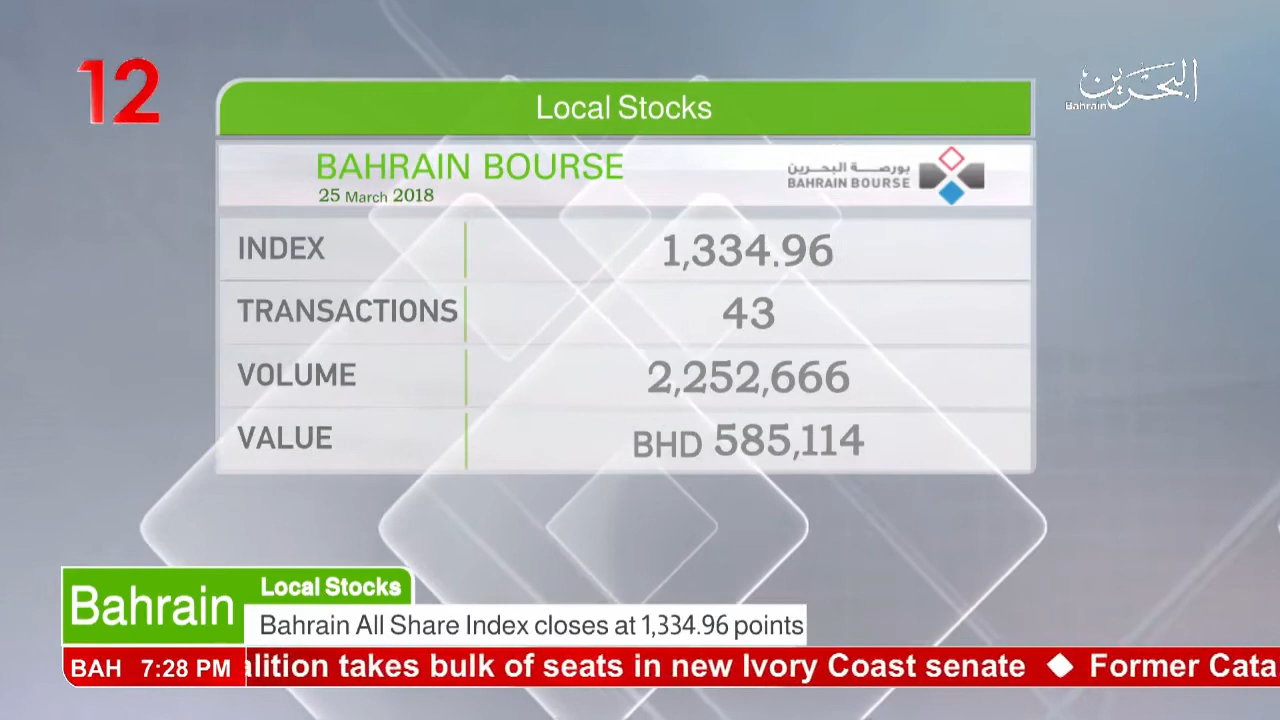 12
البحرين
Bahrain
Local Stocks
BAHRAIN BOURSE
25 March 2018
بورصة البحرين
BAHRAIN BOURSE
INDEX 1,334.96
TRANSACTIONS 43
VOLUME 2,252,666
VALUE BHD 585,114
Bahrain
Local Stocks
Bahrain All Share Index closes at 1,334.96 points
BAH 7:28 PM alition takes bulk of seats in new Ivory Coast senate ◆ Former Cata